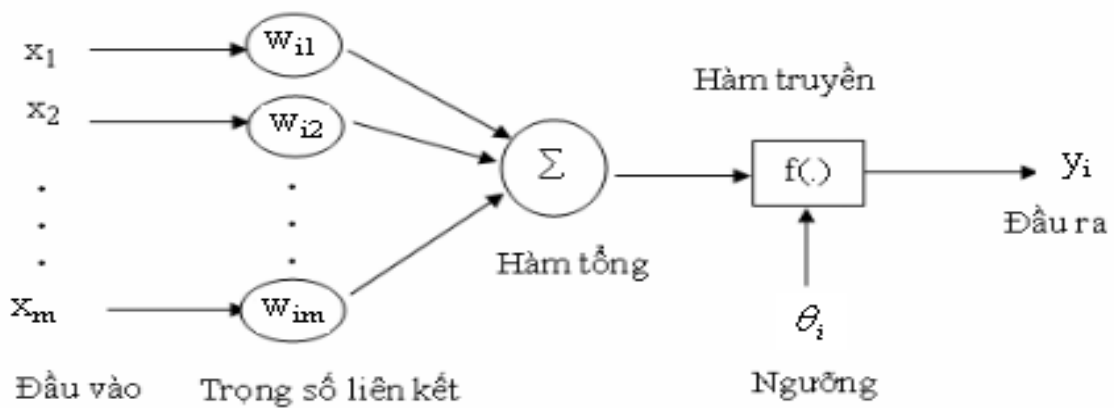 x1
wi1
x2
wi2
xm
wim
Σ
Hàm tổng
Hàm truyền
f(.)
yi
Đầu ra
θi
Đầu vào
Trọng số liên kết
Ngưỡng